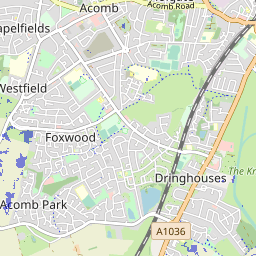 Acomb
Acomb Road
apelfields
Westfield
Foxwood
The Kn
Dringhouses
Acomb Park
A1036